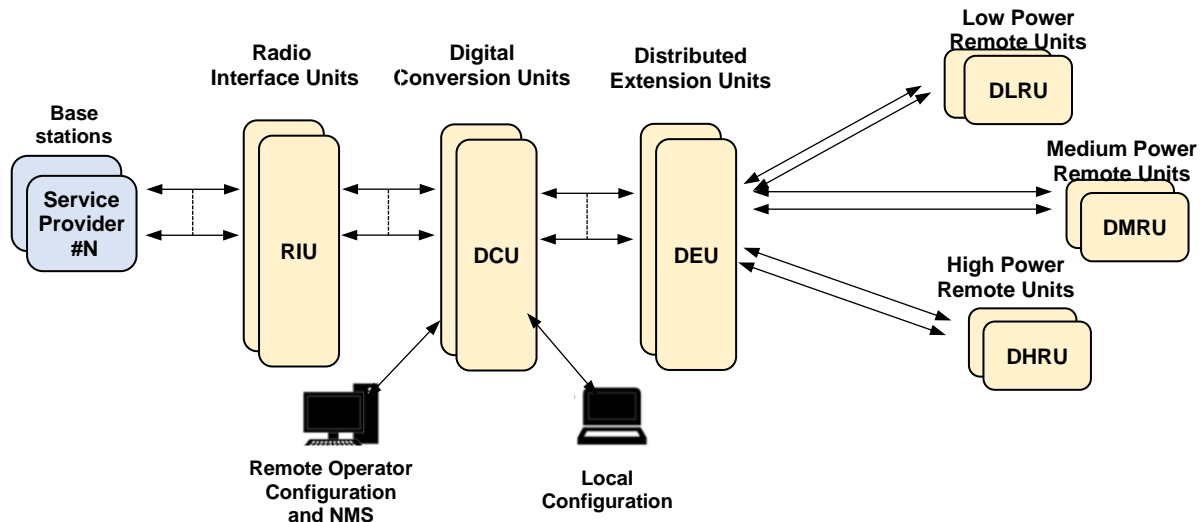 Base
stations
Service
Provider
#N
Radio
Interface Units
RIU
Digital
Conversion Units
DCU
Distributed
Extension Units
DEU
Low Power
Remote Units
DLRU
Medium Power
Remote Units
DMRU
High Power
Remote Units
DHRU
Remote Operator
Configuration
and NMS
Local
Configuration